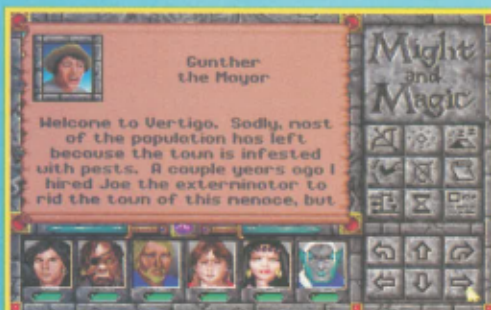 Gunther
the Mayor
Welcome to Vertigo. Sadly, most
of the population has left
because the town is infested
with pests. A couple years ago I
hired Joe the exterminator to
rid the town of this menace, but
Might
and
Magic